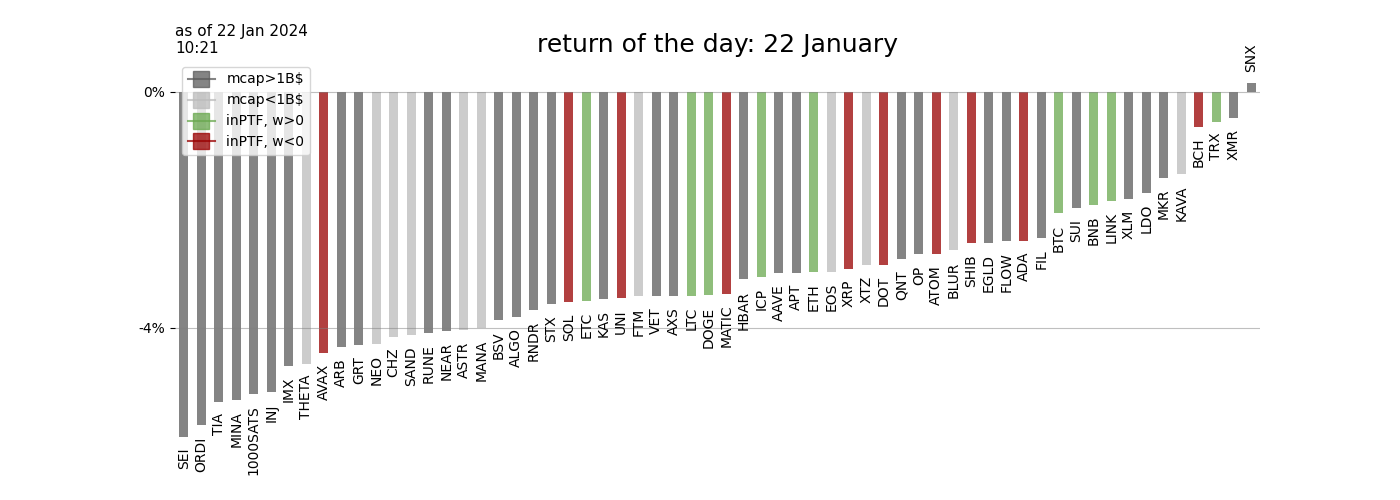 as of 22 Jan 2024
10:21
return of the day: 22 January
mcap>1B$
mcap<1B$
inPTF, w>0
inPTF, w<0
0%
-4%
SEI
ORDI
TIA
MINA
1000SATS
INJ
IMX
THETA
AVAX
ARB
GRT
NEO
CHZ
SAND
RUNE
NEAR
ASTR
MANA
BSV
ALGO
RNDR
STX
SOL
ETC
KAS
UNI
FTM
VET
AXS
LTC
DOGE
MATIC
HBAR
ICP
AAVE
APT
ETH
EOS
XRP
XTZ
DOT
QNT
OP
ATOM
BLUR
SHIB
EGLD
FLOW
ADA
FIL
BTC
SUI
BNB
LINK
XLM
LDO
MKR
KAVA
BCH
TRX
XMR
SNX